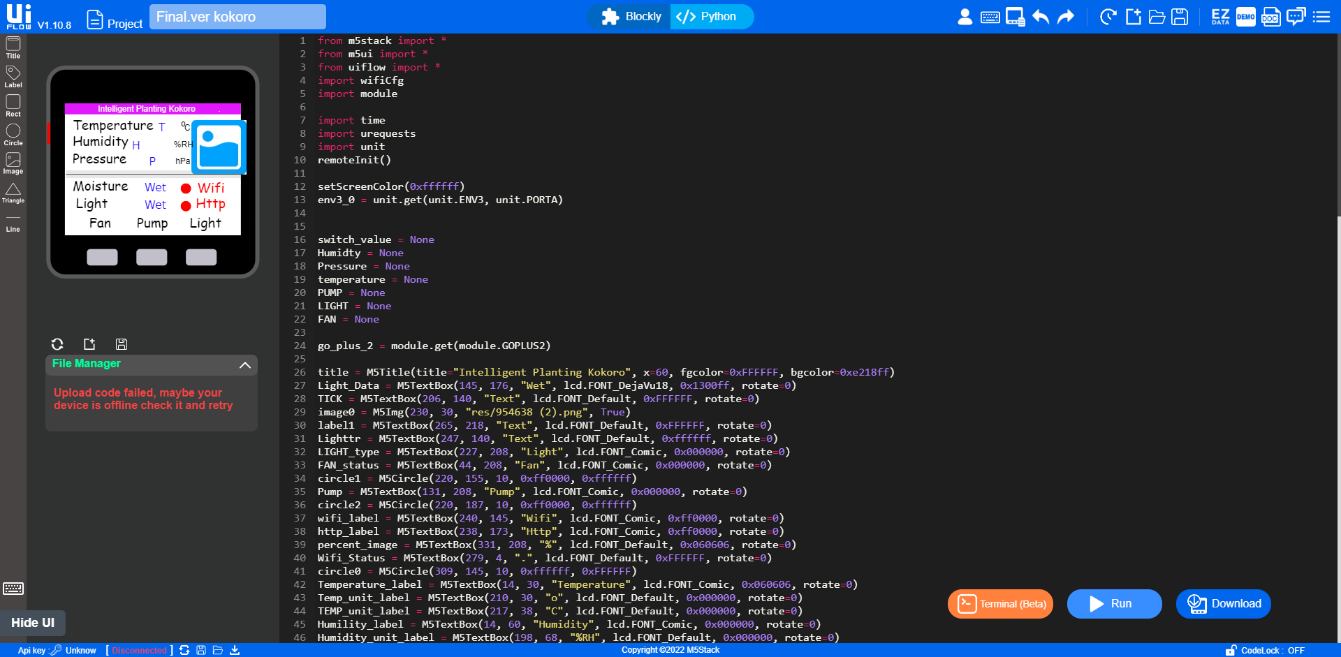 Ui
FLOW
V1.10.8
Project
Final.ver kokoro
Blockly
Python
EZ
DATA
DEMO
DOC
Title
Label
Rect
Circle
Image
Triangle
Line
Intelligent Planting Kokoro
Temperature T °C
Humidity H %RH
Pressure P hPa
Moisture Wet Wifi
Light Wet Http
Fan Pump Light
File Manager
Upload code failed, maybe your
device is offline check it and retry
Hide UI
1 from m5stack import *
2 from m5ui import *
3 from uiflow import *
4 import wifiCfg
5 import module
6
7 import time
8 import urequests
9 import unit
10 remoteInit()
11
12 setScreenColor(0xffffff)
13 env3_0 = unit.get(unit.ENV3, unit.PORTA)
14
15
16 switch_value = None
17 Humidty = None
18 Pressure = None
19 temperature = None
20 PUMP = None
21 LIGHT = None
22 FAN = None
23
24 go_plus_2 = module.get(module.GOPLUS2)
25
26 title = M5Title(title="Intelligent Planting Kokoro", x=60, fgcolor=0xFFFFFF, bgcolor=0xe218ff)
27 Light_Data = M5TextBox(145, 176, "Wet", lcd.FONT_DejaVu18, 0x1300ff, rotate=0)
28 TICK = M5TextBox(206, 140, "Text", lcd.FONT_Default, 0xFFFFFF, rotate=0)
29 image0 = M5Img(230, 30, "res/954638 (2).png", True)
30 label1 = M5TextBox(265, 218, "Text", lcd.FONT_Default, 0xFFFFFF, rotate=0)
31 Lighttr = M5TextBox(247, 140, "Text", lcd.FONT_Default, 0xffffff, rotate=0)
32 LIGHT_type = M5TextBox(227, 208, "Light", lcd.FONT_Comic, 0x000000, rotate=0)
33 FAN_status = M5TextBox(44, 208, "Fan", lcd.FONT_Comic, 0x000000, rotate=0)
34 circle1 = M5Circle(220, 155, 10, 0xff0000, 0xffffff)
35 Pump = M5TextBox(131, 208, "Pump", lcd.FONT_Comic, 0x000000, rotate=0)
36 circle2 = M5Circle(220, 187, 10, 0xff0000, 0xffffff)
37 wifi_label = M5TextBox(240, 145, "Wifi", lcd.FONT_Comic, 0xff0000, rotate=0)
38 http_label = M5TextBox(238, 173, "Http", lcd.FONT_Comic, 0xff0000, rotate=0)
39 percent_image = M5TextBox(331, 208, "%", lcd.FONT_Default, 0x060606, rotate=0)
40 Wifi_Status = M5TextBox(279, 4, ".", lcd.FONT_Default, 0xFFFFFF, rotate=0)
41 circle0 = M5Circle(309, 145, 10, 0xffffff, 0xFFFFFF)
42 Temperature_label = M5TextBox(14, 30, "Temperature", lcd.FONT_Comic, 0x060606, rotate=0)
43 Temp_unit_label = M5TextBox(210, 30, "o", lcd.FONT_Default, 0x000000, rotate=0)
44 TEMP_unit_label = M5TextBox(217, 38, "C", lcd.FONT_Default, 0x000000, rotate=0)
45 Humility_label = M5TextBox(14, 60, "Humidity", lcd.FONT_Comic, 0x000000, rotate=0)
46 Humidity_unit_label = M5TextBox(198, 68, "%RH", lcd.FONT_Default, 0x000000, rotate=0)
Terminal (Beta)
Run
Download
Api key : Unknow [ Disconnected ]
Copyright ©2022 M5Stack
CodeLock : OFF